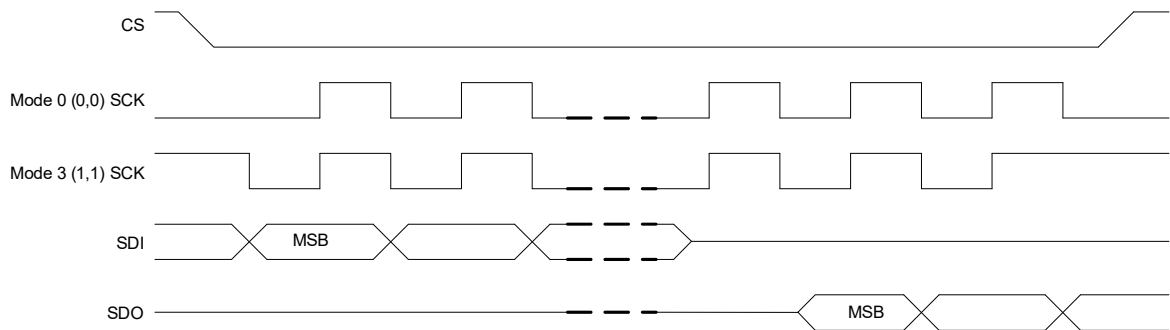 CS
Mode 0 (0,0) SCK
Mode 3 (1,1) SCK
MSB
SDI
MSB
SDO